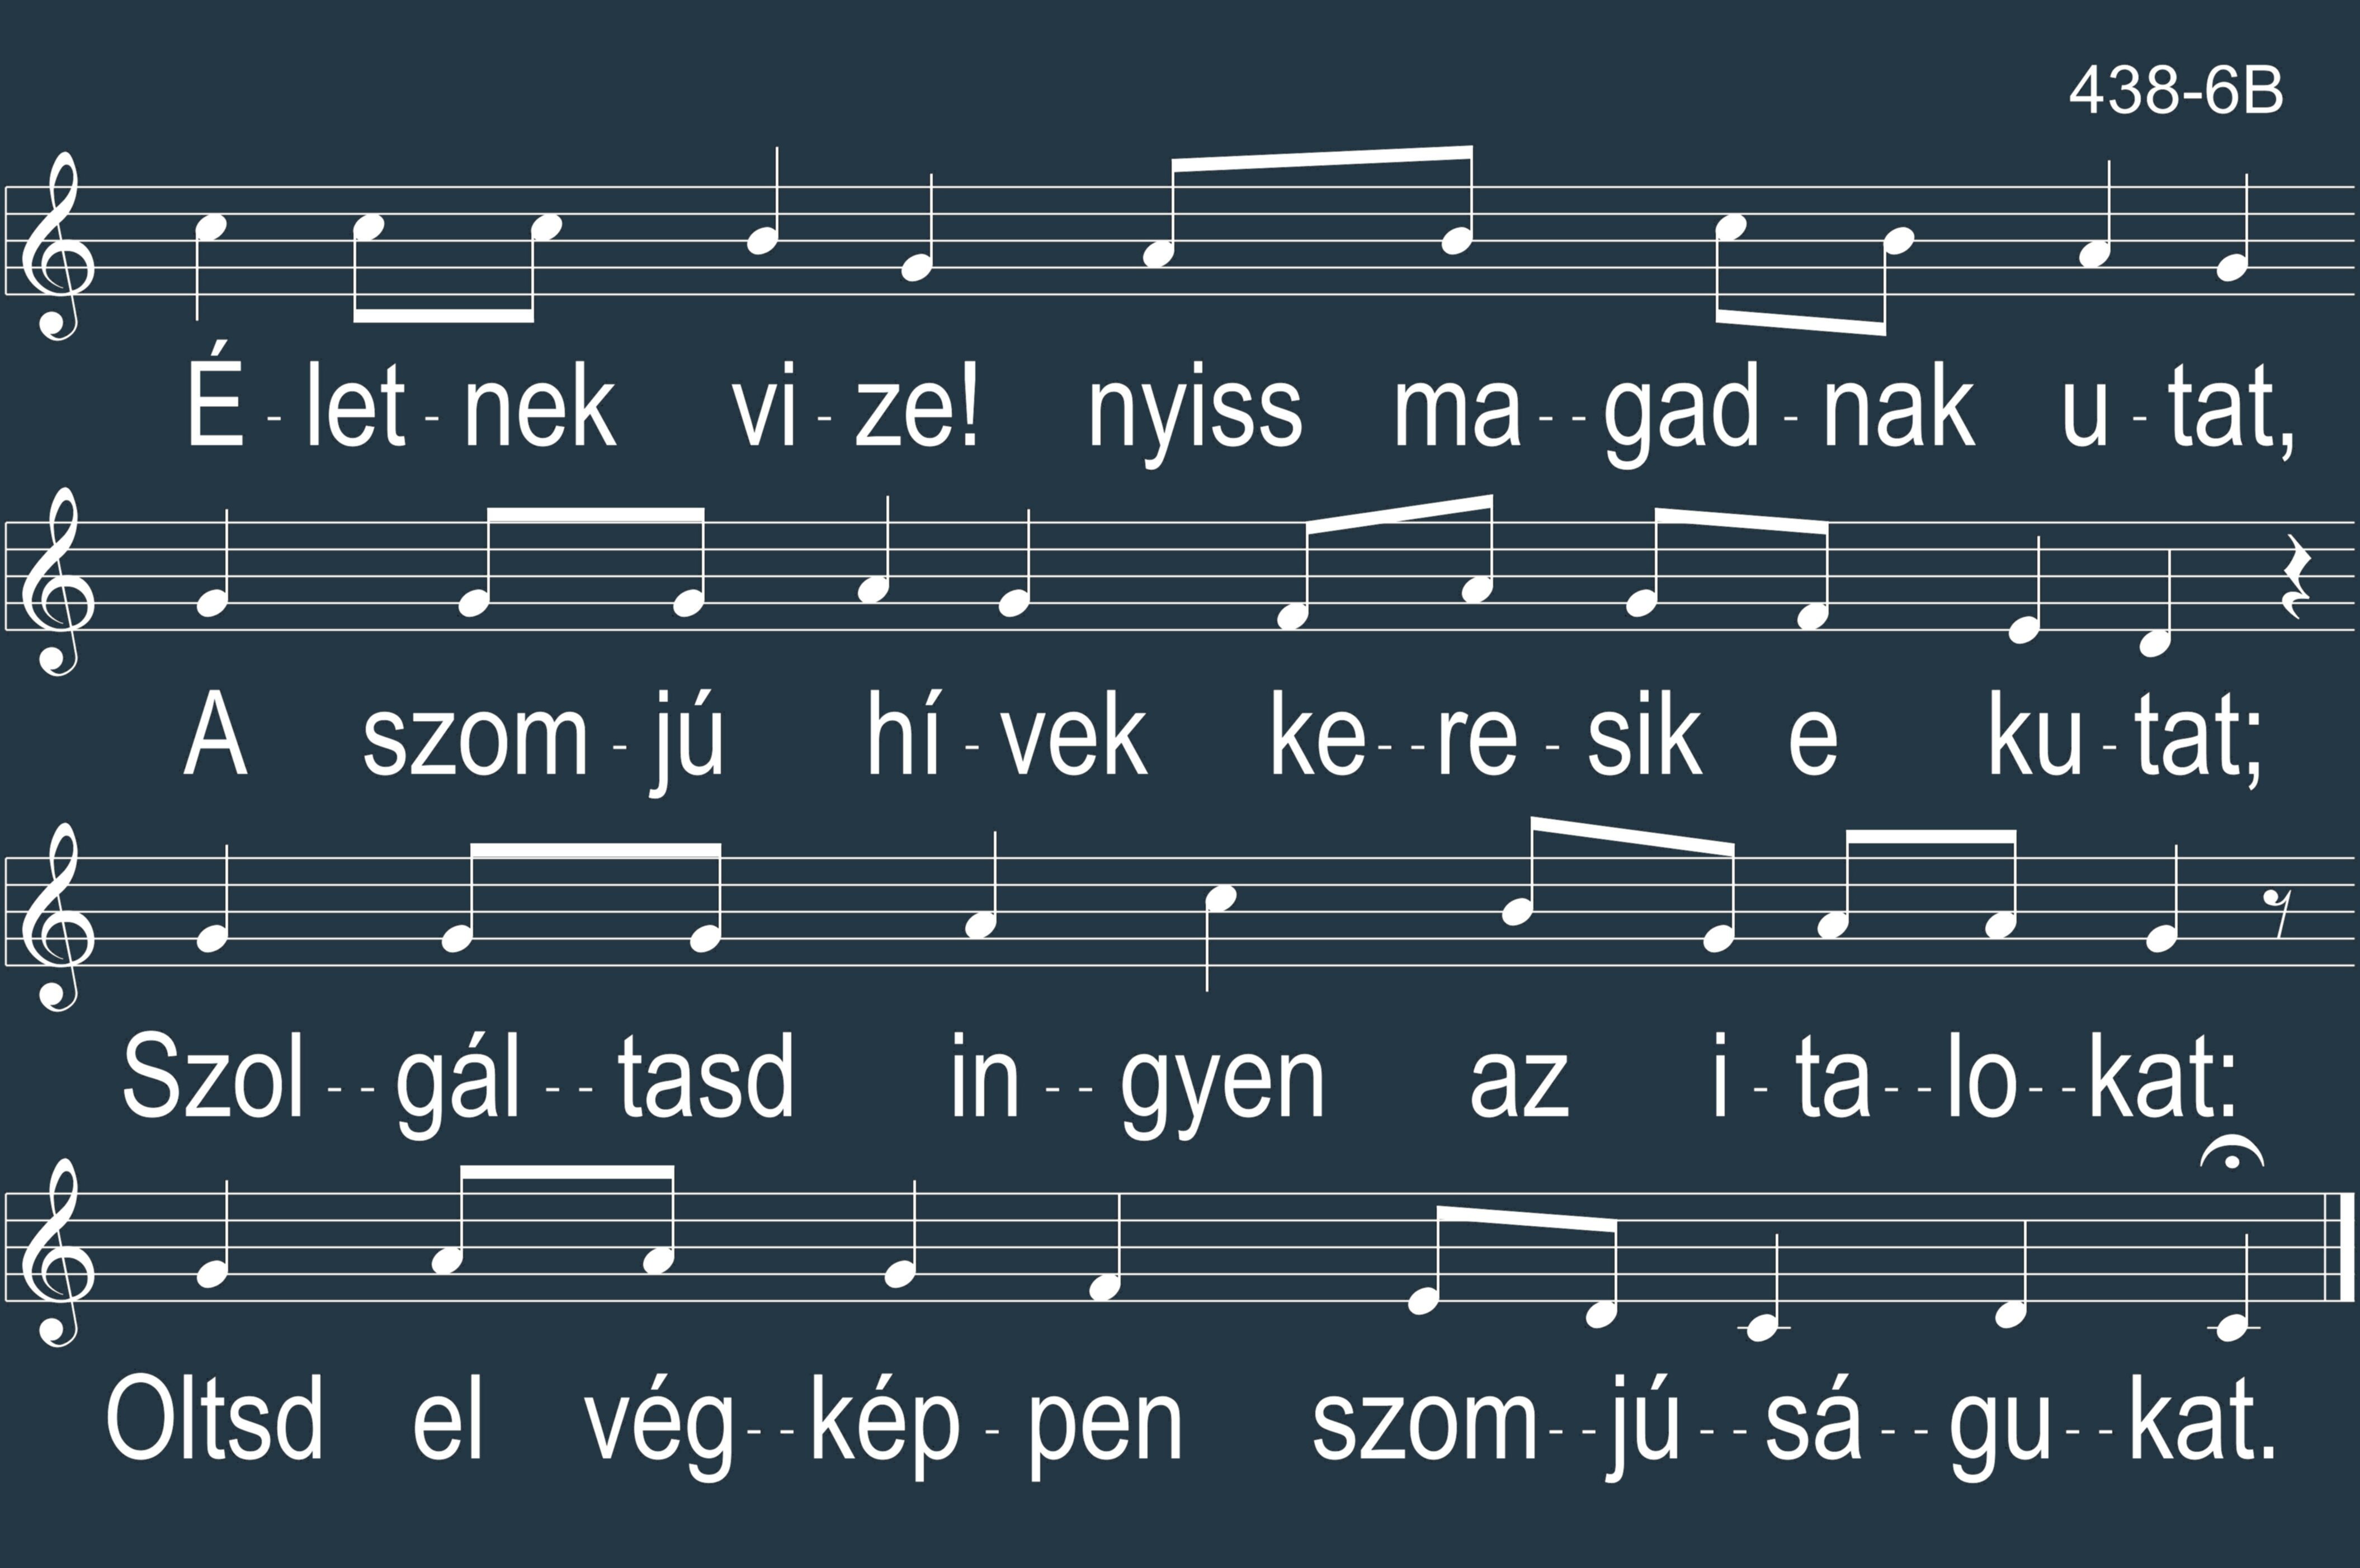 438-6B
É - let - nek vi - ze! nyiss ma - - gad - nak u - tat,
A szom - jú hí - vek ke - - re - sik e ku - tat;
Szol - - gál - - tasd in - - gyen az i - ta - - lo - - kat:
Oltsd el vég - - kép - pen szom - - jú - - sá - - gu - - kat.